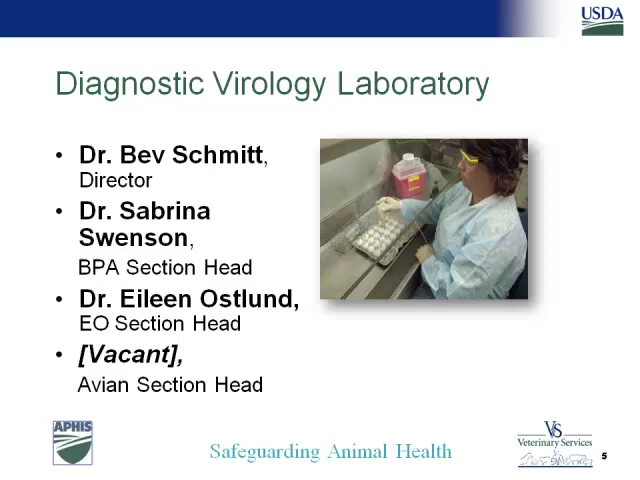 USDA
Diagnostic Virology Laboratory
• Dr. Bev Schmitt,
Director
• Dr. Sabrina
Swenson,
BPA Section Head
• Dr. Eileen Ostlund,
EO Section Head
• [Vacant],
Avian Section Head
APHIS
Safeguarding Animal Health
VS
Veterinary Services
5